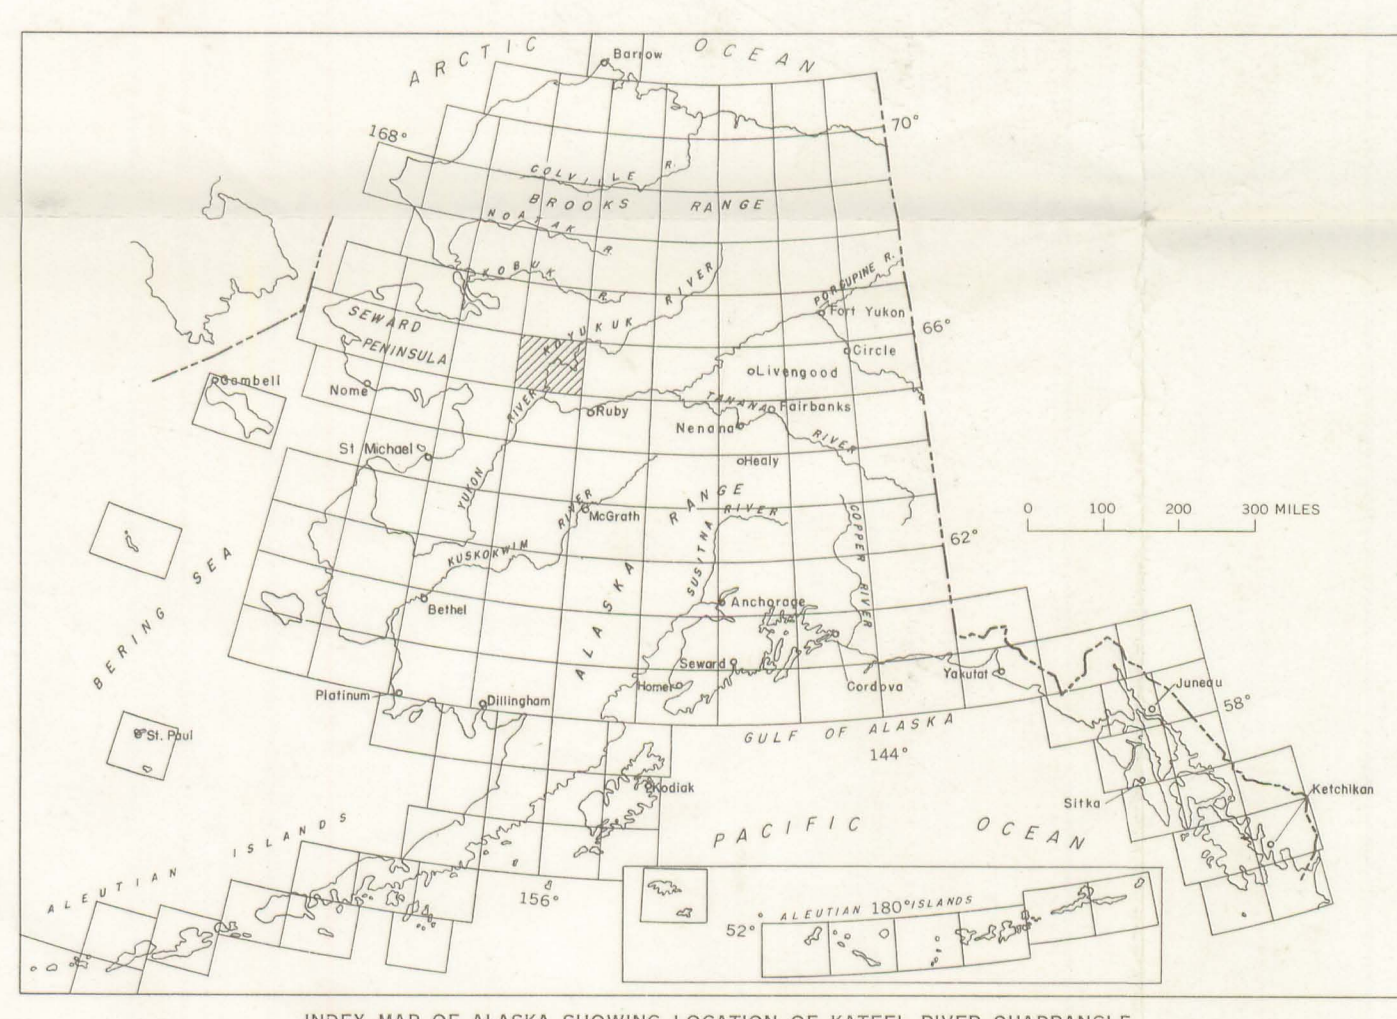 ARCTIC OCEAN
Barrow
70°
168°
COLVILLE R.
BROOKS RANGE
NOATAK R.
KOBUK R.
KOYUKUK RIVER
PORCUPINE R.
Fort Yukon
66°
SEWARD
PENINSULA
Circle
Livengood
Gambell
Nome
Ruby
TANANA RIVER
Fairbanks
Nenana
St Michael
Healy
YUKON RIVER
McGrath
ALASKA RANGE
SUSITNA RIVER
COPPER RIVER
KUSKOKWIM RIVER
0 100 200 300 MILES
62°
BERING SEA
Bethel
Anchorage
Seward
Homer
Cordova
Yakutat
Juneau
58°
Platinum
Dillingham
St. Paul
GULF OF ALASKA
144°
Kodiak
Sitka
Ketchikan
PACIFIC OCEAN
ALEUTIAN ISLANDS
156°
52°
ALEUTIAN 180° ISLANDS
INDEX MAP OF ALASKA SHOWING LOCATION OF KATEEL RIVER QUADRANGLE